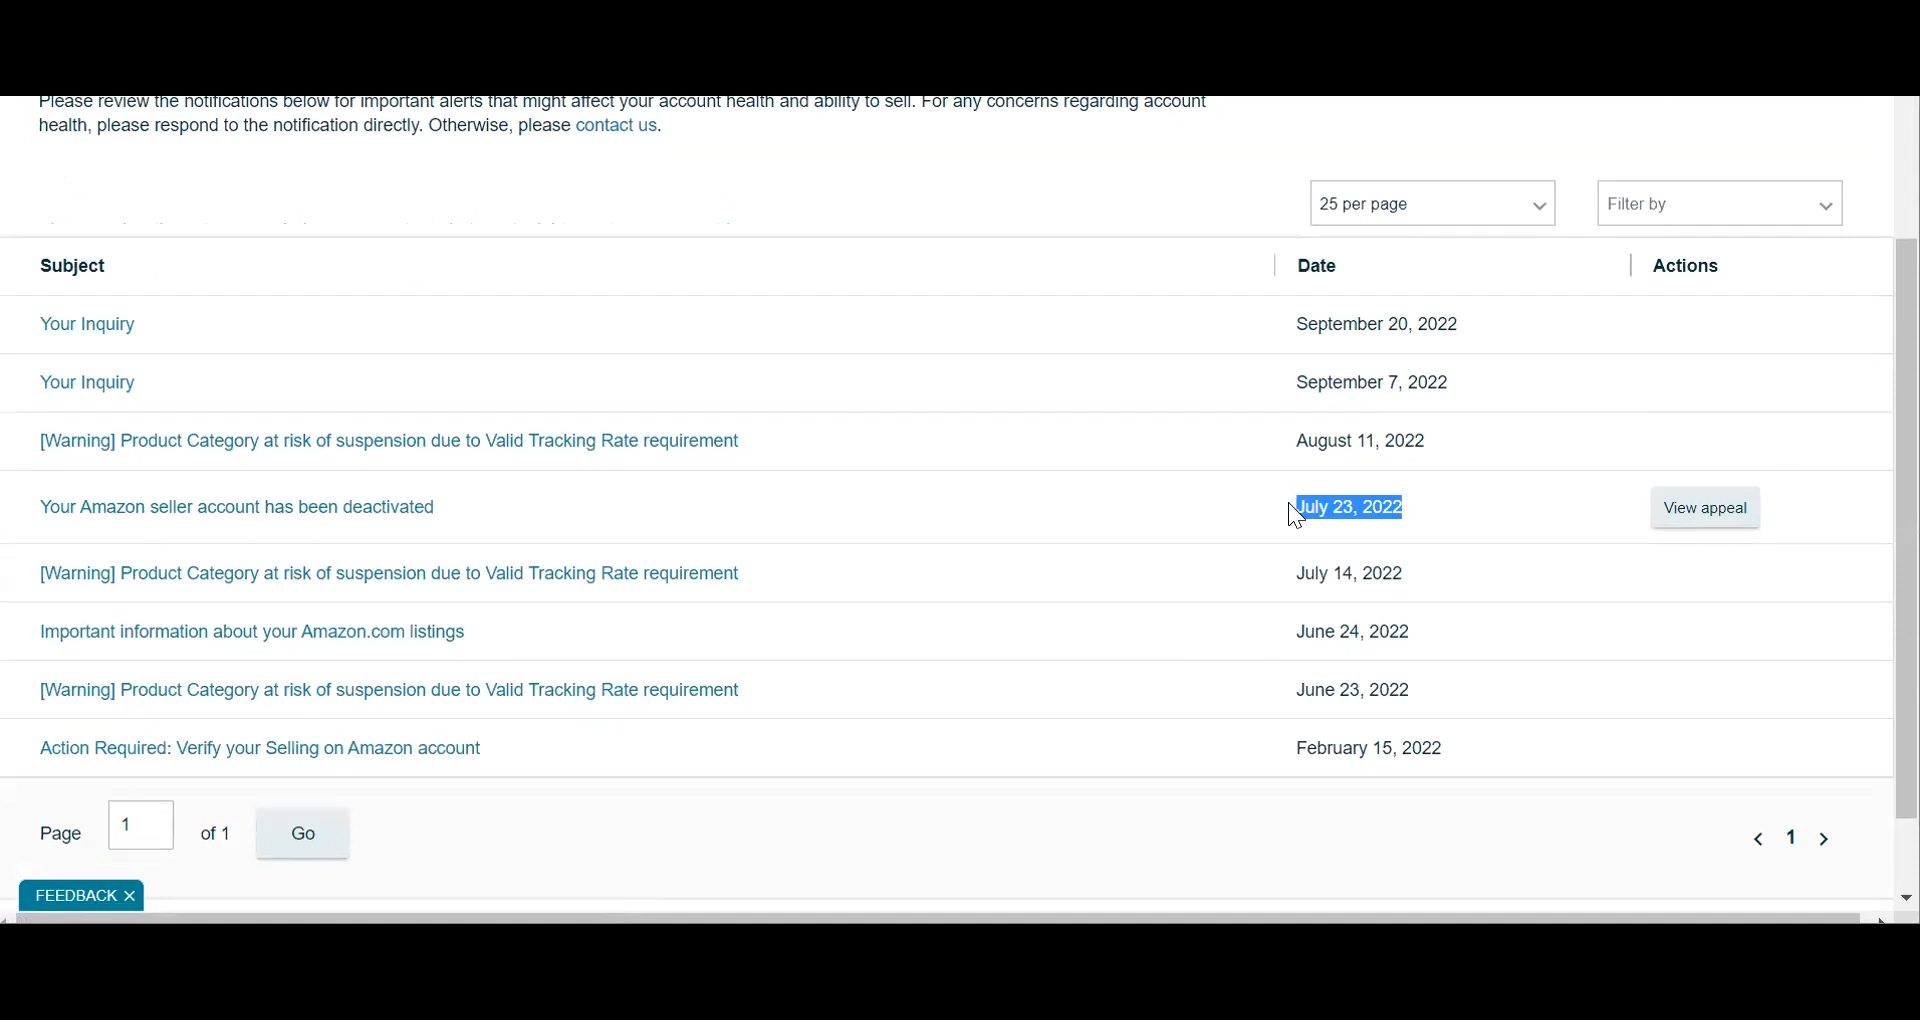 Please review the notifications below for important alerts that might affect your account health and ability to sell. For any concerns regarding account
health, please respond to the notification directly. Otherwise, please contact us.
25 per page Filter by
Subject Date Actions
Your Inquiry September 20, 2022
Your Inquiry September 7, 2022
[Warning] Product Category at risk of suspension due to Valid Tracking Rate requirement August 11, 2022
Your Amazon seller account has been deactivated July 23, 2022 View appeal
[Warning] Product Category at risk of suspension due to Valid Tracking Rate requirement July 14, 2022
Important information about your Amazon.com listings June 24, 2022
[Warning] Product Category at risk of suspension due to Valid Tracking Rate requirement June 23, 2022
Action Required: Verify your Selling on Amazon account February 15, 2022
Page 1 of 1 Go 1
FEEDBACK